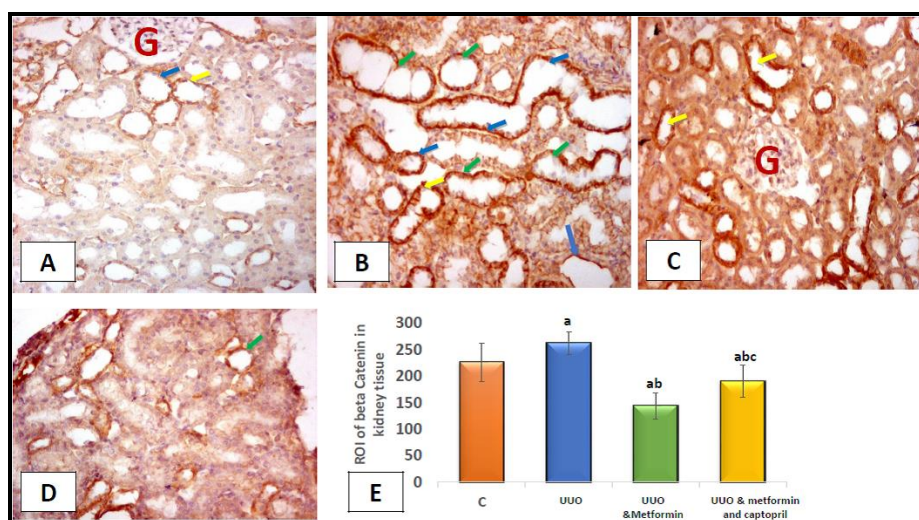 G
A
B
G
C
D
E
ROI of beta Catenin in
kidney tissue
300
250
200
150
100
50
0
a
ab
abc
C
UUO
UUO
&Metformin
UUO & metformin
and captopril